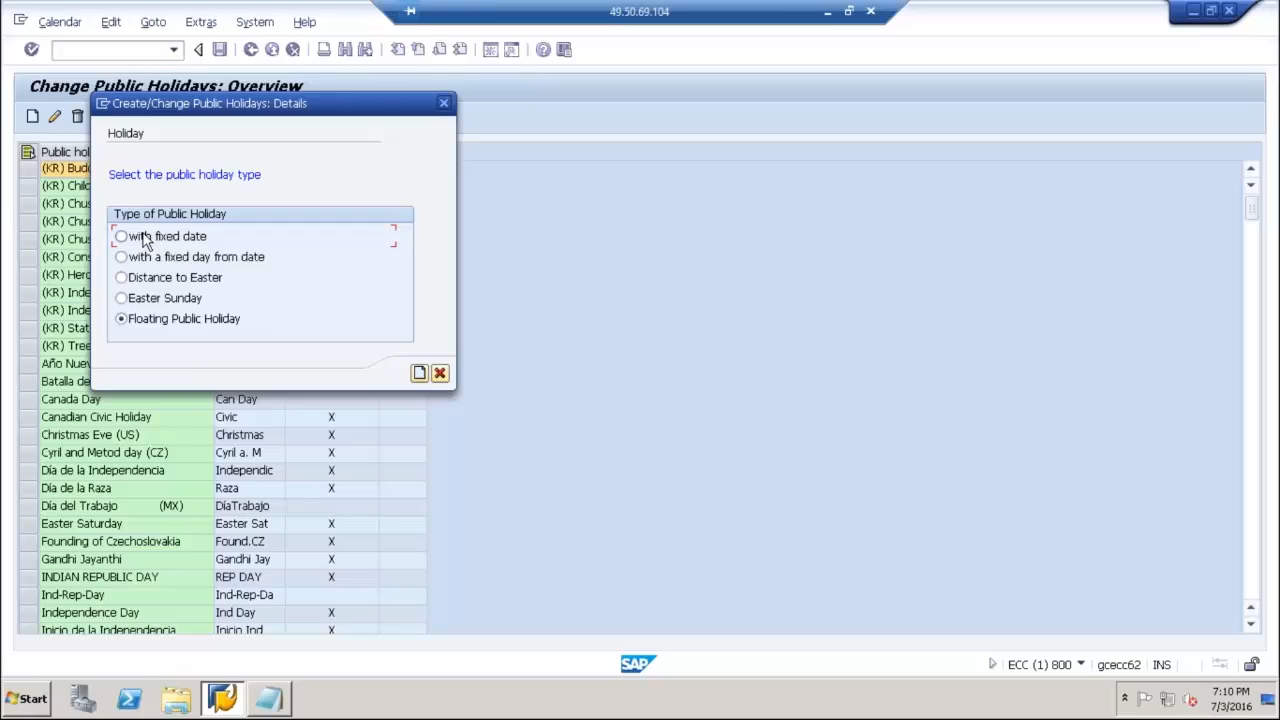 49.50.69.104
Calendar Edit Goto Extras System Help
Change Public Holidays: Overview
Create/Change Public Holidays: Details
Holiday
Select the public holiday type
Type of Public Holiday
with fixed date
with a fixed day from date
Distance to Easter
Easter Sunday
Floating Public Holiday
Public hol
(KR) Budd
(KR) Chil
(KR) Chus
(KR) Chus
(KR) Chus
(KR) Cons
(KR) Hero
(KR) Inde
(KR) Inde
(KR) Stat
(KR) Tree
Año Nuev
Batalla de
Canada Day Can Day
Canadian Civic Holiday Civic X
Christmas Eve (US) Christmas X
Cyril and Metod day (CZ) Cyril a. M X
Día de la Independencia Independic X
Día de la Raza Raza X
Día del Trabajo (MX) DíaTrabajo
Easter Saturday Easter Sat X
Founding of Czechoslovakia Found.CZ X
Gandhi Jayanthi Gandhi Jay X
INDIAN REPUBLIC DAY REP DAY X
Ind-Rep-Day Ind-Rep-Da
Independence Day Ind Day X
Inicio de la Independencia Inicio Ind X
SAP
ECC (1) 800 gcecc62 INS
Start
7:10 PM
7/3/2016